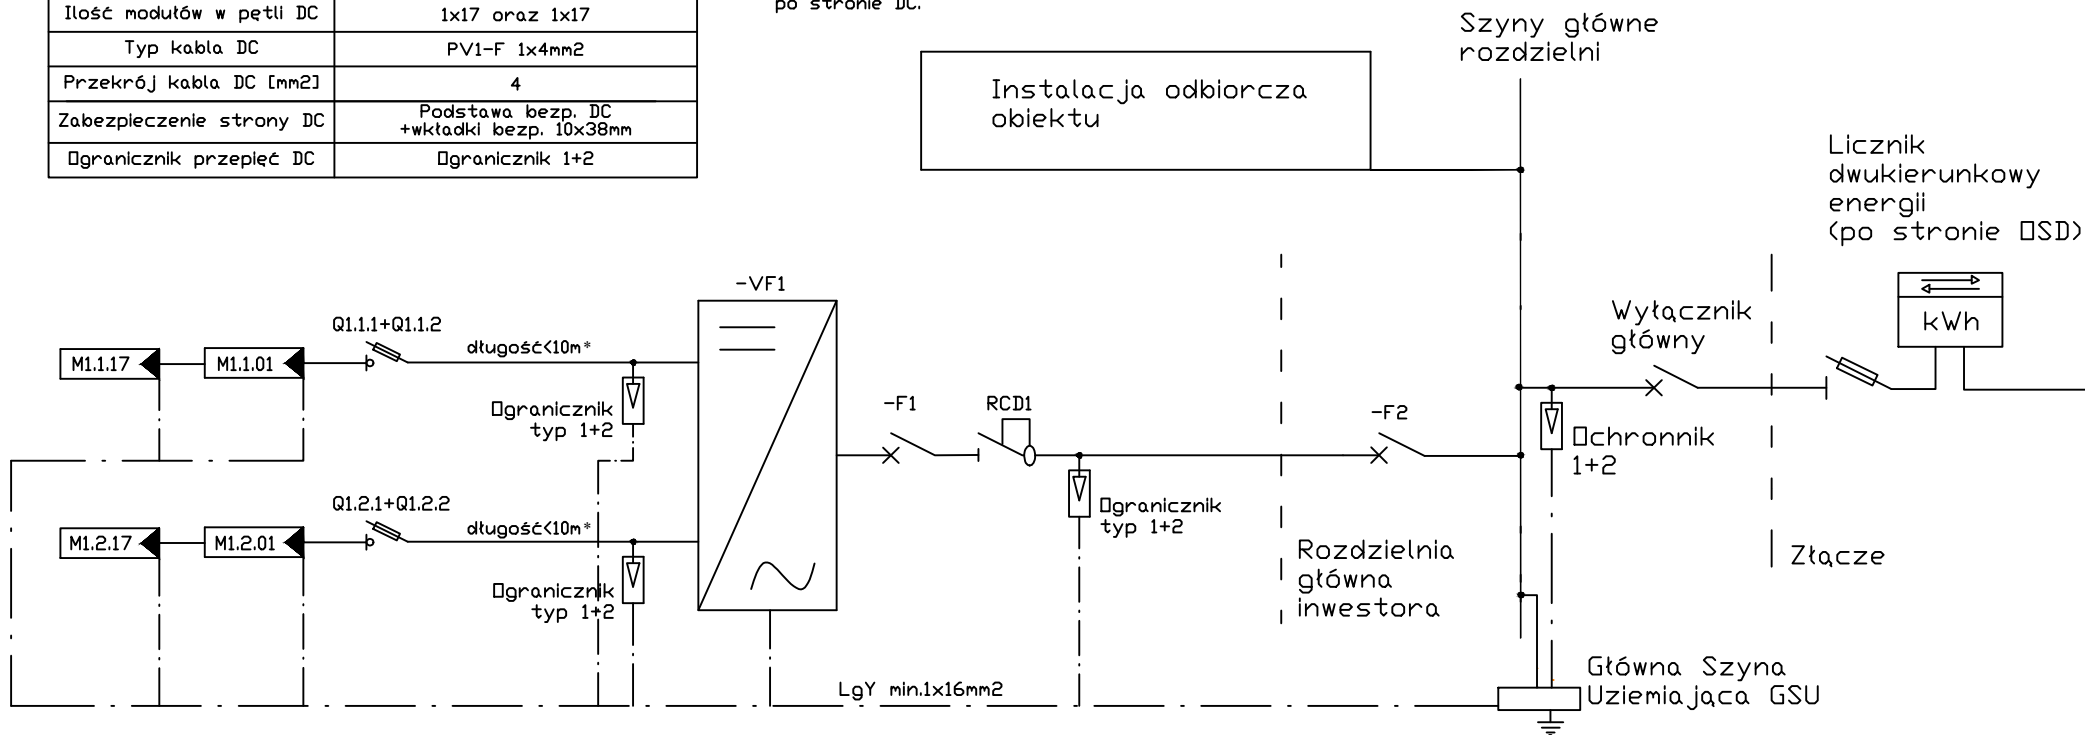 Ilość modułów w pętli DC
1x17 oraz 1x17
Typ kabla DC
PV1-F 1x4mm2
Przekrój kabla DC [mm2]
4
Zabezpieczenie strony DC
Podstawa bezp. DC
+wkładki bezp. 10x38mm
Ogranicznik przepięć DC
Ogranicznik 1+2
po stronie DC.
Instalacja odbiorcza
obiektu
Szyny główne
rozdzielni
Licznik
dwukierunkowy
energii
(po stronie OSD)
kWh
Wyłącznik
główny
-VF1
Q1.1.1+Q1.1.2
długość<10m*
M1.1.17
M1.1.01
Ogranicznik
typ 1+2
-F1
RCD1
-F2
Ochronnik
1+2
Q1.2.1+Q1.2.2
długość<10m*
M1.2.17
M1.2.01
Ogranicznik
typ 1+2
Ogranicznik
typ 1+2
Rozdzielnia
główna
inwestora
Złącze
LgY min.1x16mm2
Główna Szyna
Uziemiająca GSU